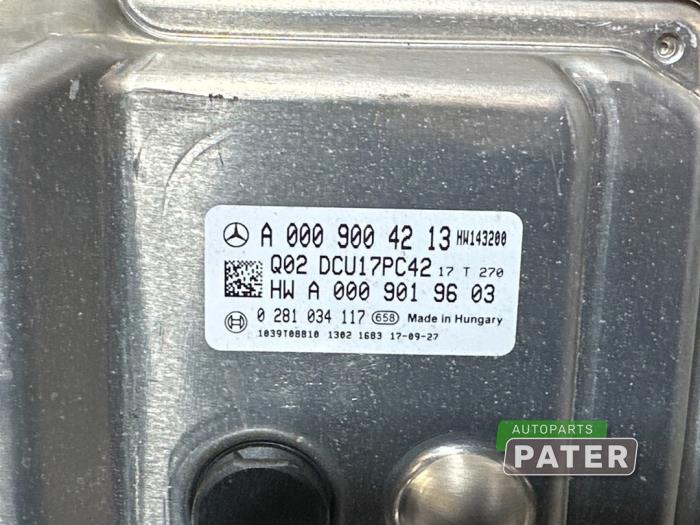 A 000 900 42 13 HW143200
Q02 DCU17PC42 17 T 270
HW A 000 901 96 03
0 281 034 117 658 Made in Hungary
1039T08810 1302 1683 17-09-27
AUTOPARTS
PATER